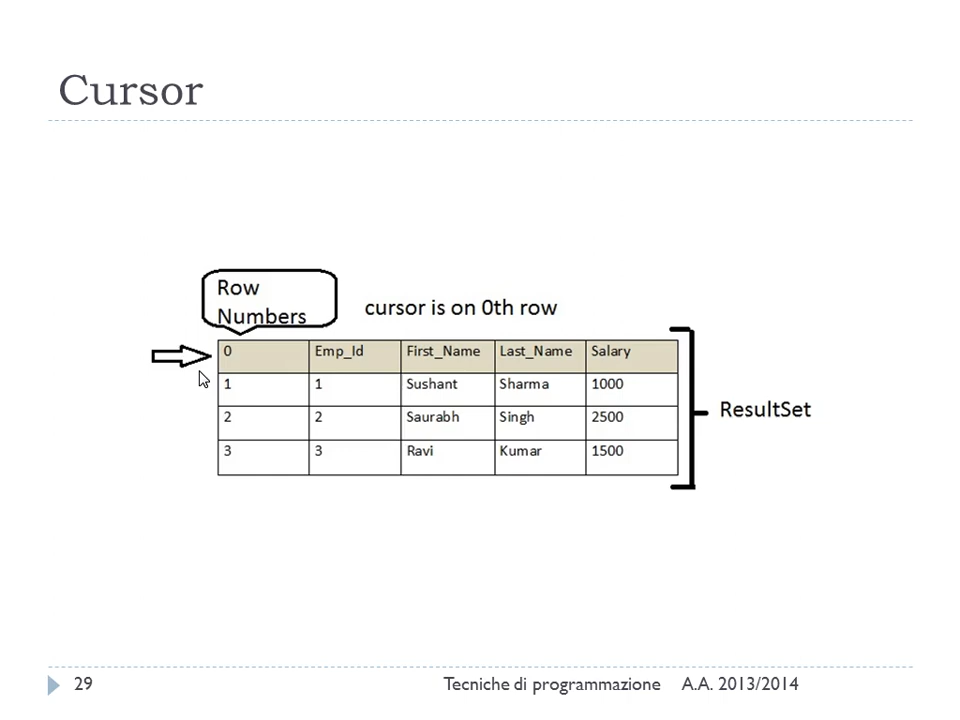 Cursor
Row
Numbers
cursor is on 0th row
0 Emp_Id First_Name Last_Name Salary
1 1 Sushant Sharma 1000
2 2 Saurabh Singh 2500
3 3 Ravi Kumar 1500
ResultSet
29 Tecniche di programmazione A.A. 2013/2014